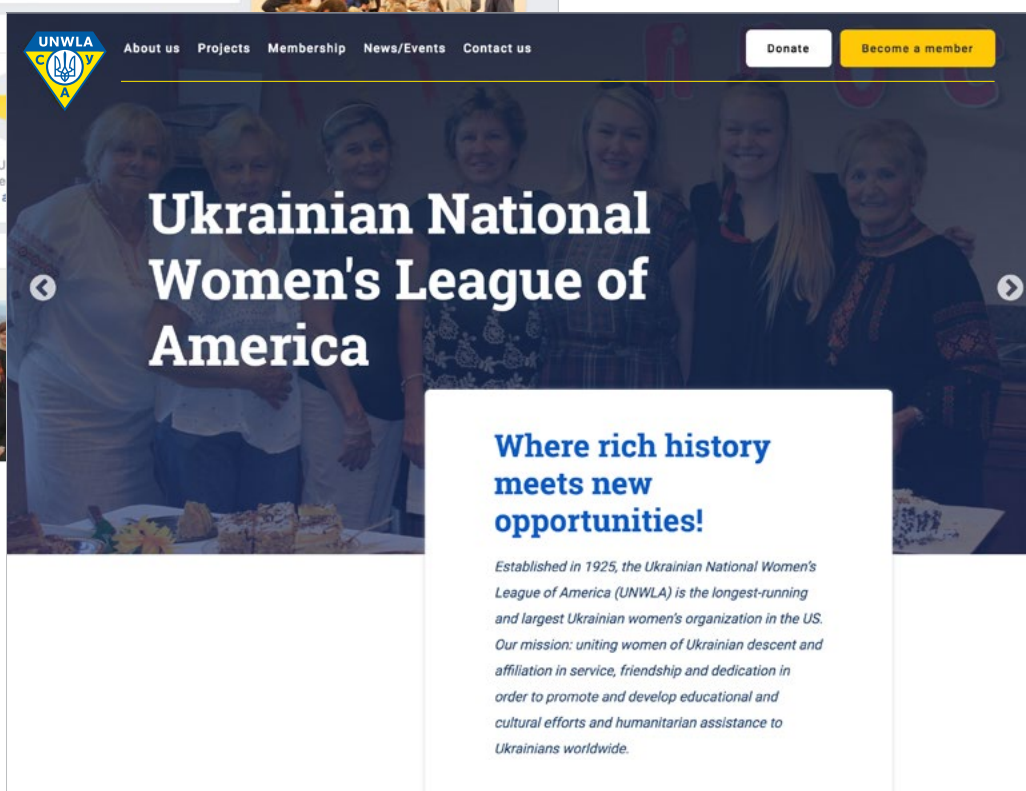 UNWLA
С У
А
About us Projects Membership News/Events Contact us
Donate
Become a member
Ukrainian National
Women's League of
America
Where rich history
meets new
opportunities!
Established in 1925, the Ukrainian National Women's
League of America (UNWLA) is the longest-running
and largest Ukrainian women's organization in the US.
Our mission: uniting women of Ukrainian descent and
affiliation in service, friendship and dedication in
order to promote and develop educational and
cultural efforts and humanitarian assistance to
Ukrainians worldwide.